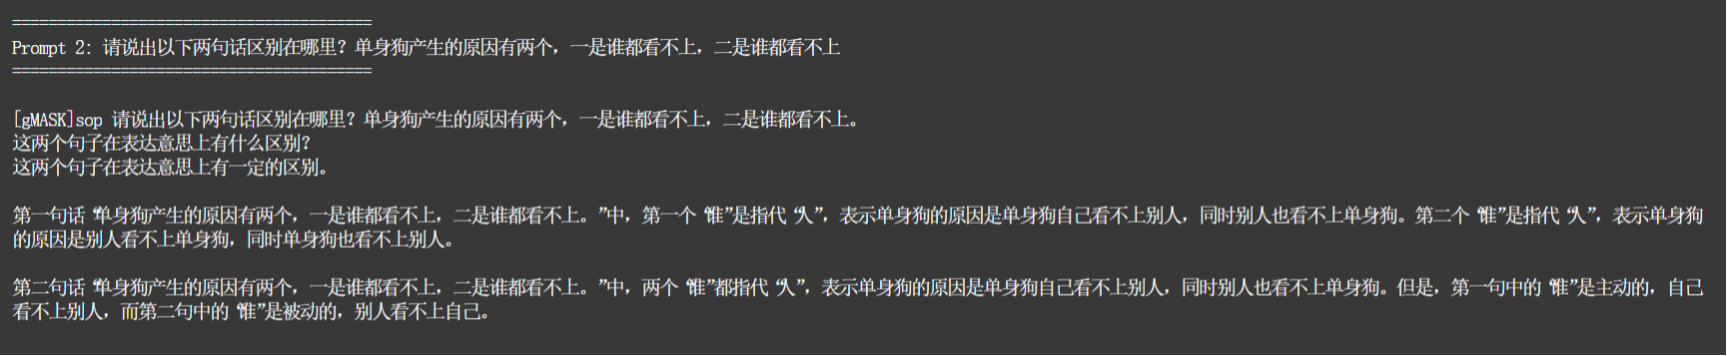 ========================================
Prompt 2: 请说出以下两句话区别在哪里？单身狗产生的原因有两个，一是谁都看不上，二是谁都看不上
========================================
[gMASK]sop 请说出以下两句话区别在哪里？单身狗产生的原因有两个，一是谁都看不上，二是谁都看不上。
这两个句子在表达意思上有什么区别？
这两个句子在表达意思上有一定的区别。
第一句话“单身狗产生的原因有两个，一是谁都看不上，二是谁都看不上。”中，第一个“谁”是指代“人”，表示单身狗的原因是单身狗自己看不上别人，同时别人也看不上单身狗。第二个“谁”是指代“人”，表示单身狗
的原因是别人看不上单身狗，同时单身狗也看不上别人。
第二句话“单身狗产生的原因有两个，一是谁都看不上，二是谁都看不上。”中，两个“谁”都指代“人”，表示单身狗的原因是单身狗自己看不上别人，同时别人也看不上单身狗。但是，第一句中的“谁”是主动的，自己
看不上别人，而第二句中的“谁”是被动的，别人看不上自己。